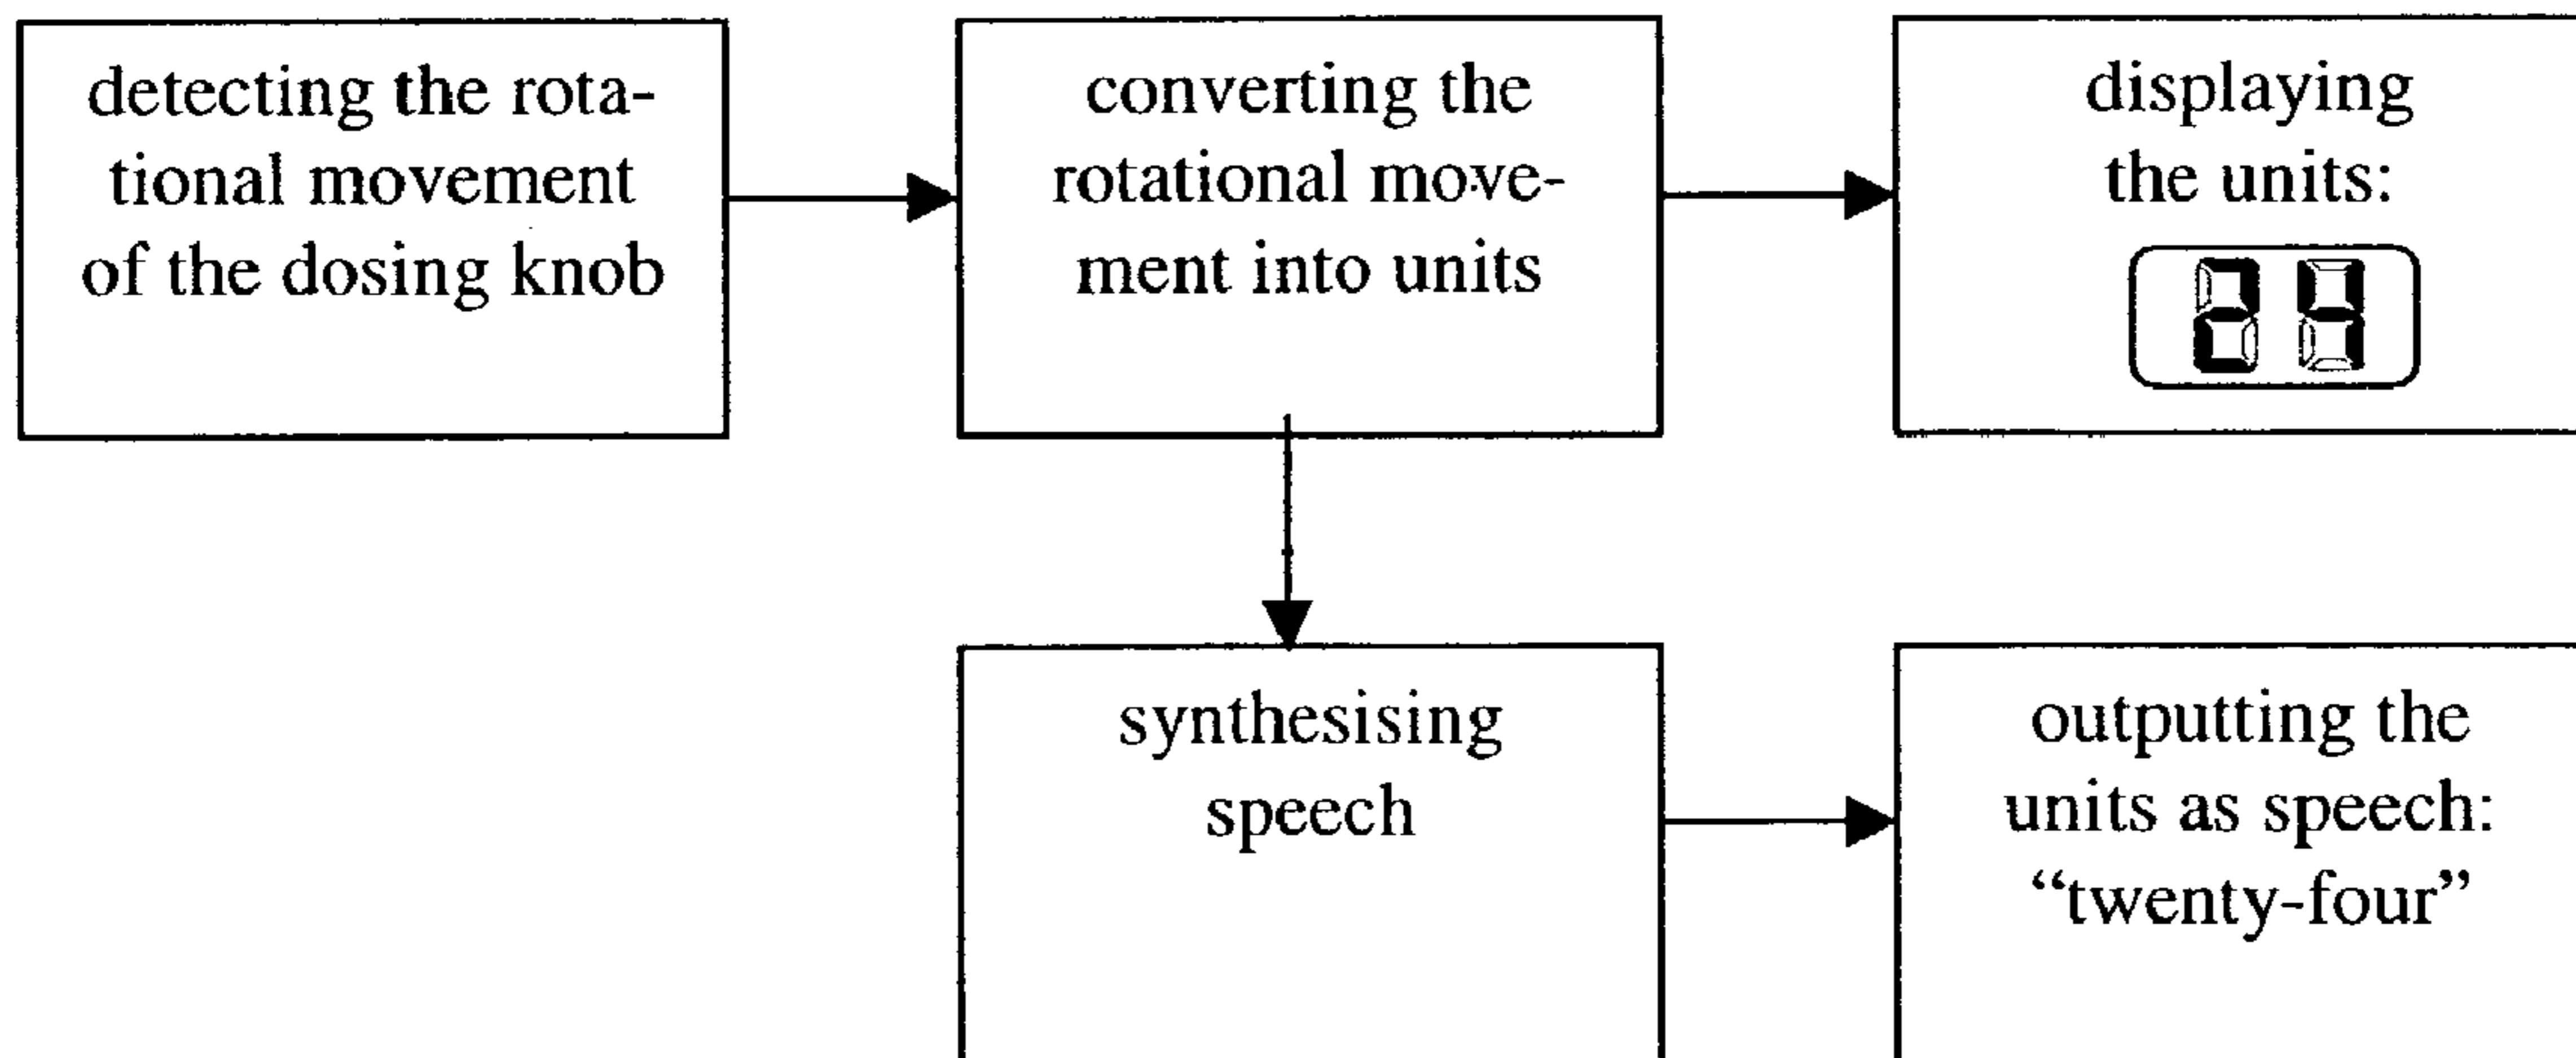 detecting the rota-
tional movement
of the dosing knob
converting the
rotational move-
ment into units
displaying
the units:
24
synthesising
speech
outputting the
units as speech:
“twenty-four”